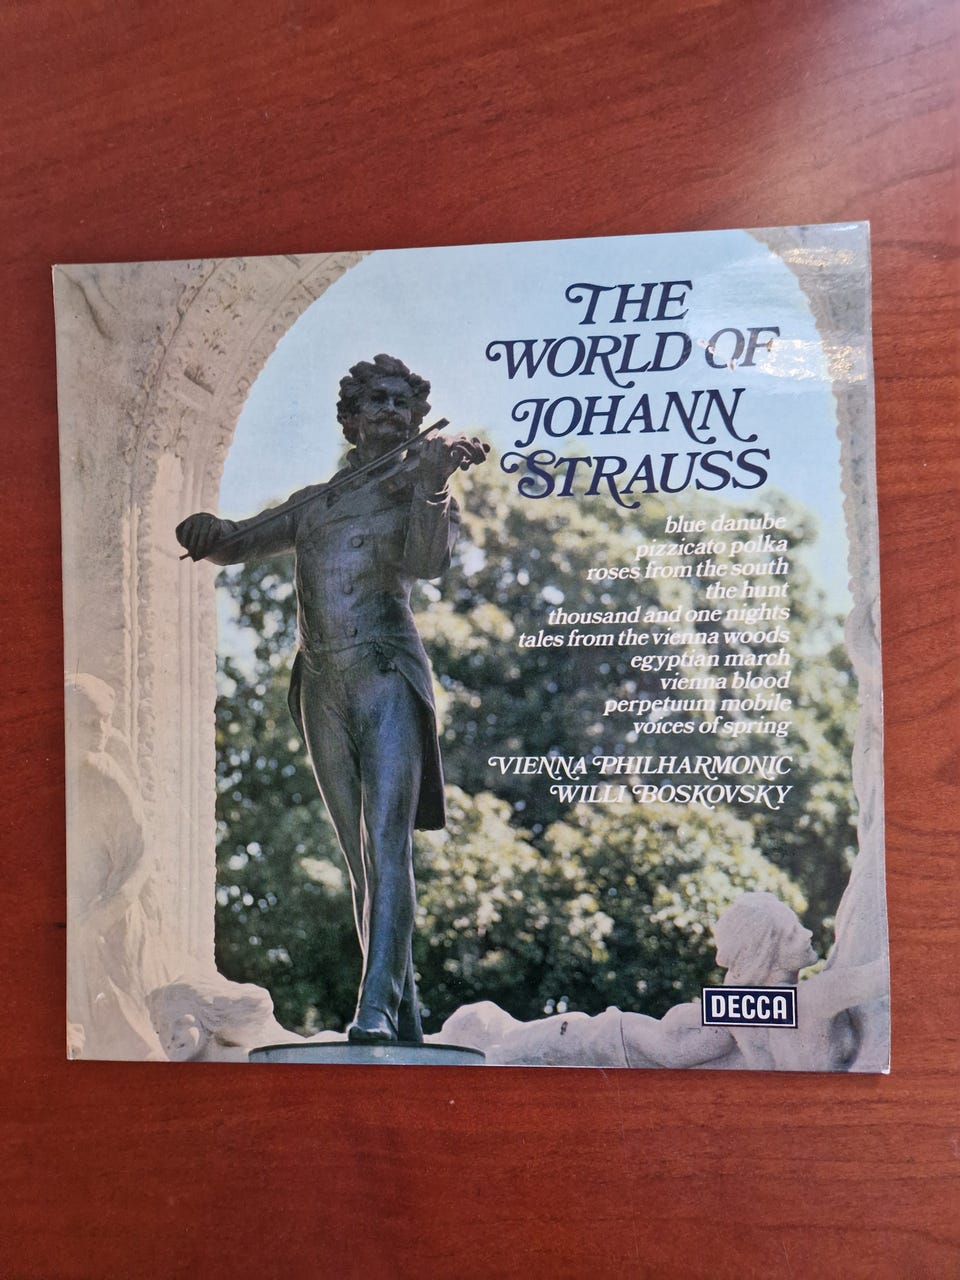 THE
WORLD OF
JOHANN
STRAUSS
blue danube
pizzicato polka
roses from the south
the hunt
thousand and one nights
tales from the vienna woods
egyptian march
vienna blood
perpetuum mobile
voices of spring
VIENNA PHILHARMONIC
WILLI BOSKOVSKY
DECCA